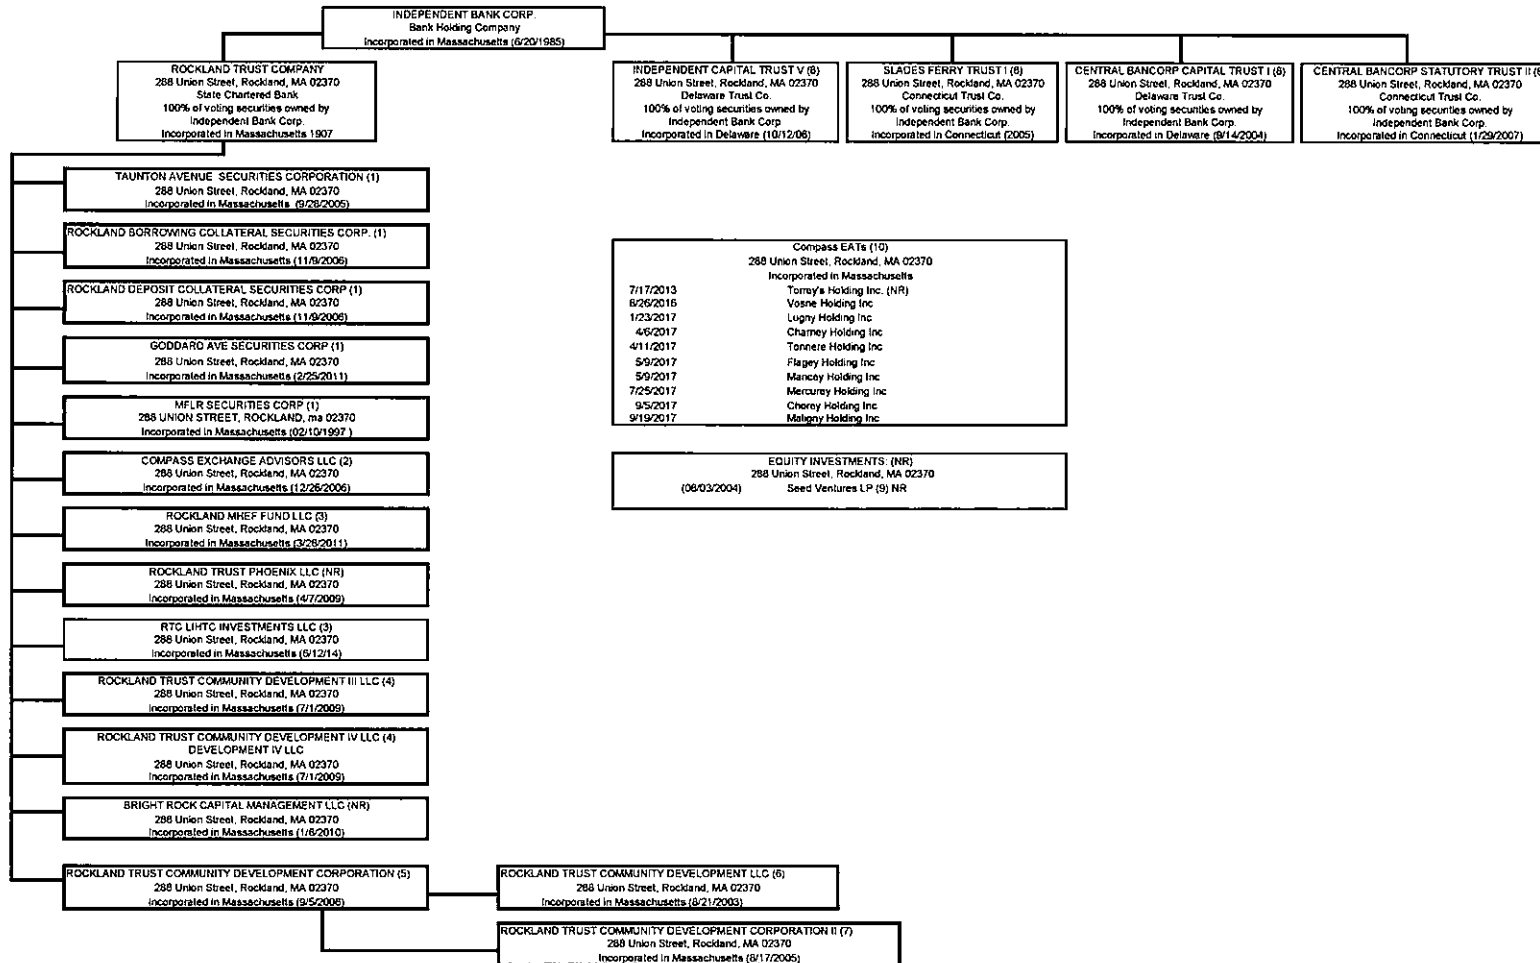 INDEPENDENT BANK CORP.
Bank Holding Company
Incorporated in Massachusetts (6/20/1985)
ROCKLAND TRUST COMPANY
288 Union Street, Rockland, MA 02370
State Chartered Bank
100% of voting securities owned by
Independent Bank Corp.
Incorporated in Massachusetts 1907
INDEPENDENT CAPITAL TRUST V (8)
288 Union Street, Rockland, MA 02370
Delaware Trust Co.
100% of voting securities owned by
Independent Bank Corp
Incorporated in Delaware (10/12/06)
SLADES FERRY TRUST I (8)
288 Union Street, Rockland, MA 02370
Connecticut Trust Co.
100% of voting securities owned by
Independent Bank Corp.
Incorporated in Connecticut (2005)
CENTRAL BANCORP CAPITAL TRUST I (8)
288 Union Street, Rockland, MA 02370
Delaware Trust Co.
100% of voting securities owned by
Independent Bank Corp.
Incorporated in Delaware (9/14/2004)
CENTRAL BANCORP STATUTORY TRUST II
288 Union Street, Rockland, MA 02370
Connecticut Trust Co.
100% of voting securities owned by
Independent Bank Corp.
Incorporated in Connecticut (1/29/2007)
TAUNTON AVENUE SECURITIES CORPORATION (1)
288 Union Street, Rockland, MA 02370
Incorporated in Massachusetts (9/28/2005)
ROCKLAND BORROWING COLLATERAL SECURITIES CORP. (1)
288 Union Street, Rockland, MA 02370
Incorporated in Massachusetts (11/9/2006)
ROCKLAND DEPOSIT COLLATERAL SECURITIES CORP (1)
288 Union Street, Rockland, MA 02370
Incorporated in Massachusetts (11/9/2006)
GODDARD AVE SECURITIES CORP (1)
288 Union Street, Rockland, MA 02370
Incorporated in Massachusetts (2/25/2011)
MFLR SECURITIES CORP (1)
288 UNION STREET, ROCKLAND, ma 02370
Incorporated in Massachusetts (02/10/1997 )
COMPASS EXCHANGE ADVISORS LLC (2)
288 Union Street, Rockland, MA 02370
Incorporated in Massachusetts (12/26/2006)
ROCKLAND MHEF FUND LLC (3)
288 Union Street, Rockland, MA 02370
Incorporated in Massachusetts (3/28/2011)
ROCKLAND TRUST PHOENIX LLC (NR)
288 Union Street, Rockland, MA 02370
Incorporated in Massachusetts (4/7/2009)
RTC LIHTC INVESTMENTS LLC (3)
288 Union Street, Rockland, MA 02370
Incorporated in Massachusetts (6/12/14)
ROCKLAND TRUST COMMUNITY DEVELOPMENT III LLC (4)
288 Union Street, Rockland, MA 02370
Incorporated in Massachusetts (7/1/2009)
ROCKLAND TRUST COMMUNITY DEVELOPMENT IV LLC (4)
DEVELOPMENT IV LLC
288 Union Street, Rockland, MA 02370
Incorporated in Massachusetts (7/1/2009)
BRIGHT ROCK CAPITAL MANAGEMENT LLC (NR)
288 Union Street, Rockland, MA 02370
Incorporated in Massachusetts (1/6/2010)
ROCKLAND TRUST COMMUNITY DEVELOPMENT CORPORATION (5)
288 Union Street, Rockland, MA 02370
Incorporated in Massachusetts (9/5/2006)
ROCKLAND TRUST COMMUNITY DEVELOPMENT LLC (6)
288 Union Street, Rockland, MA 02370
Incorporated in Massachusetts (8/21/2003)
ROCKLAND TRUST COMMUNITY DEVELOPMENT CORPORATION II (7)
288 Union Street, Rockland, MA 02370
Incorporated in Massachusetts (8/17/2005)
Compass EATs (10)
288 Union Street, Rockland, MA 02370
Incorporated in Massachusetts
7/17/2013 Torrey's Holding Inc. (NR)
8/26/2016 Vosne Holding Inc
1/23/2017 Lugny Holding Inc
4/6/2017 Charney Holding Inc
4/11/2017 Tonnere Holding Inc
5/9/2017 Flagey Holding Inc
5/9/2017 Mancey Holding Inc
7/25/2017 Mercurey Holding Inc
9/5/2017 Chorey Holding Inc
9/19/2017 Maligny Holding Inc
EQUITY INVESTMENTS: (NR)
288 Union Street, Rockland, MA 02370
(08/03/2004) Seed Ventures LP (9) NR